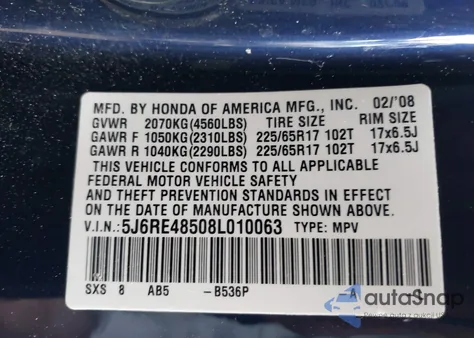 MFD. BY HONDA OF AMERICA MFG., INC. 02/'08
GVWR 2070KG(4560LBS) TIRE SIZE RIM SIZE
GAWR F 1050KG(2310LBS) 225/65R17 102T 17x6.5J
GAWR R 1040KG(2290LBS) 225/65R17 102T 17x6.5J
THIS VEHICLE CONFORMS TO ALL APPLICABLE
FEDERAL MOTOR VEHICLE SAFETY
AND THEFT PREVENTION STANDARDS IN EFFECT
ON THE DATE OF MANUFACTURE SHOWN ABOVE.
V.I.N.:5J6RE48508L010063 TYPE: MPV
SXS 8 AB5 -B536P -A
autoSnap